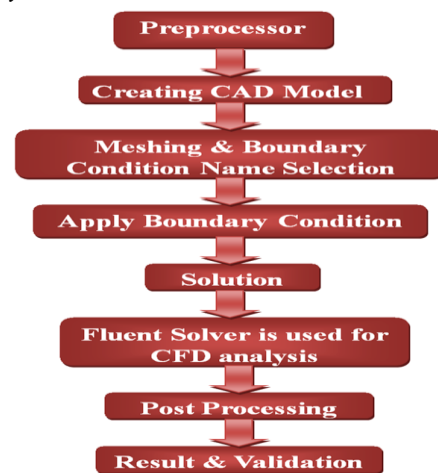 Preprocessor
Creating CAD Model
Meshing & Boundary
Condition Name Selection
Apply Boundary Condition
Solution
Fluent Solver is used for
CFD analysis
Post Processing
Result & Validation